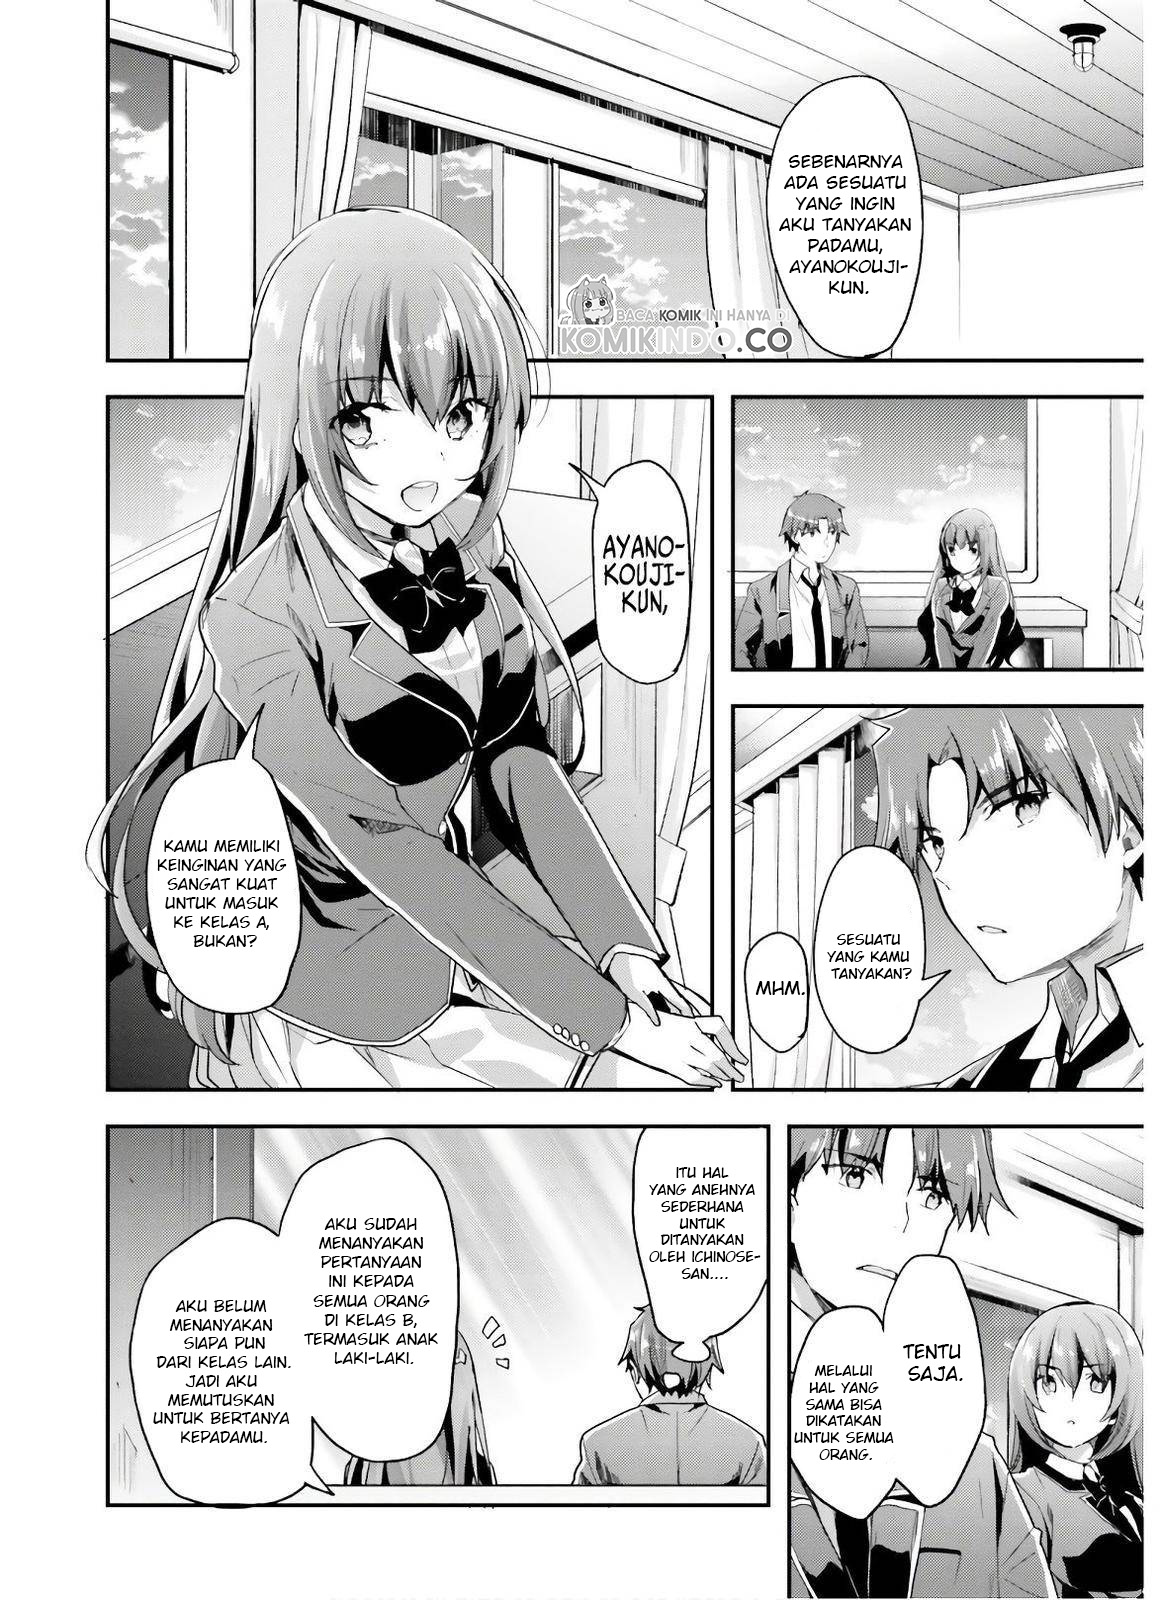 SEBENARNYA
ADA SESUATU
YANG INGIN
AKU TANYAKAN
PADAMU,
AYANOKOUJI-
KUN.
BACA KOMIK INI HANYA DI
KOMIKINDO.CO
SESUATU
YANG KAMU
TANYAKAN?
MHM.
AYANO-
KOUJI-
KUN,
KAMU MEMILIKI
KEINGINAN YANG
SANGAT KUAT
UNTUK MASUK
KE KELAS A,
BUKAN?
TENTU
SAJA.
MELALUI
HAL YANG
SAMA BISA
DIKATAKAN
UNTUK SEMUA
ORANG.
ITU HAL
YANG ANEHNYA
SEDERHANA
UNTUK
DITANYAKAN
OLEH ICHINOSE-
SAN....
AKU SUDAH
MENANYAKAN
PERTANYAAN
INI KEPADA
SEMUA ORANG
DI KELAS B,
TERMASUK ANAK
LAKI-LAKI.
AKU BELUM
MENANYAKAN
SIAPA PUN
DARI KELAS LAIN.
JADI AKU
MEMUTUSKAN
UNTUK BERTANYA
KEPADAMU.